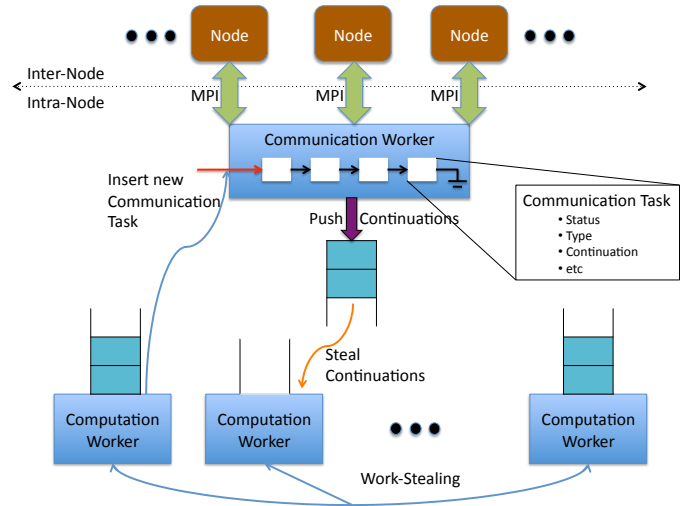 Node
Node
Node
Inter-Node
Intra-Node
MPI
MPI
MPI
Communication Worker
Insert new
Communication
Task
Push
Continuations
Communication Task
• Status
• Type
• Continuation
• etc
Steal
Continuations
Computation
Worker
Computation
Worker
Computation
Worker
Work-Stealing